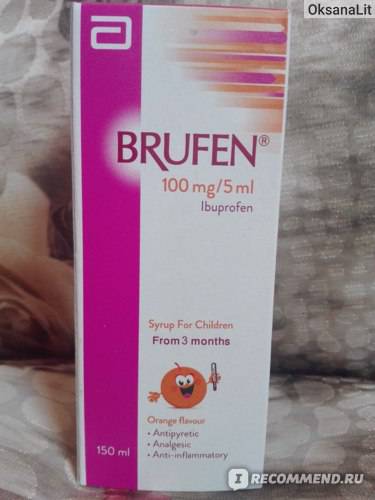 OksanaLit
BRUFEN®
100 mg/5 ml
Ibuprofen
Syrup For Children
From 3 months
Orange flavour
• Antipyretic
• Analgesic
• Anti-inflammatory
150 ml
IRECOMMEND.RU